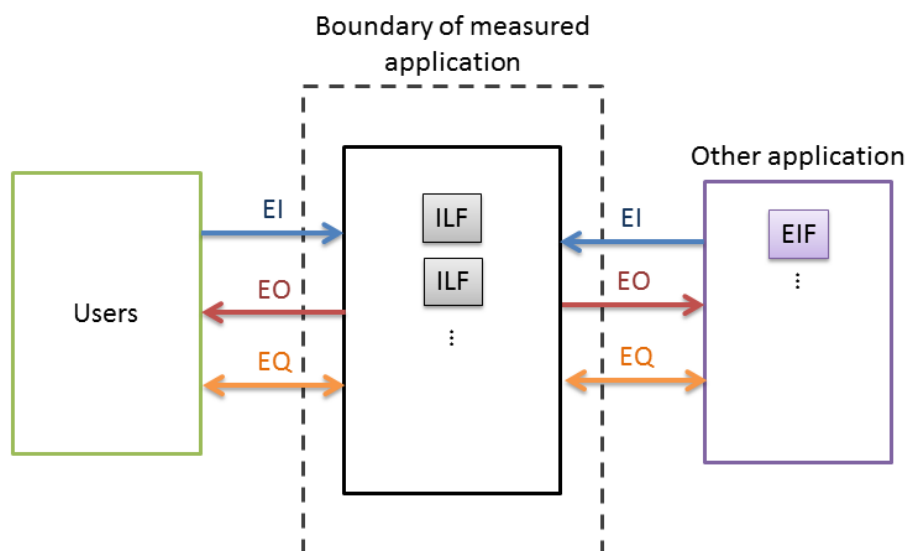 Boundary of measured
application
Other application
EI
EI
ILF
EIF
ILF
EO
EO
Users
EQ
EQ